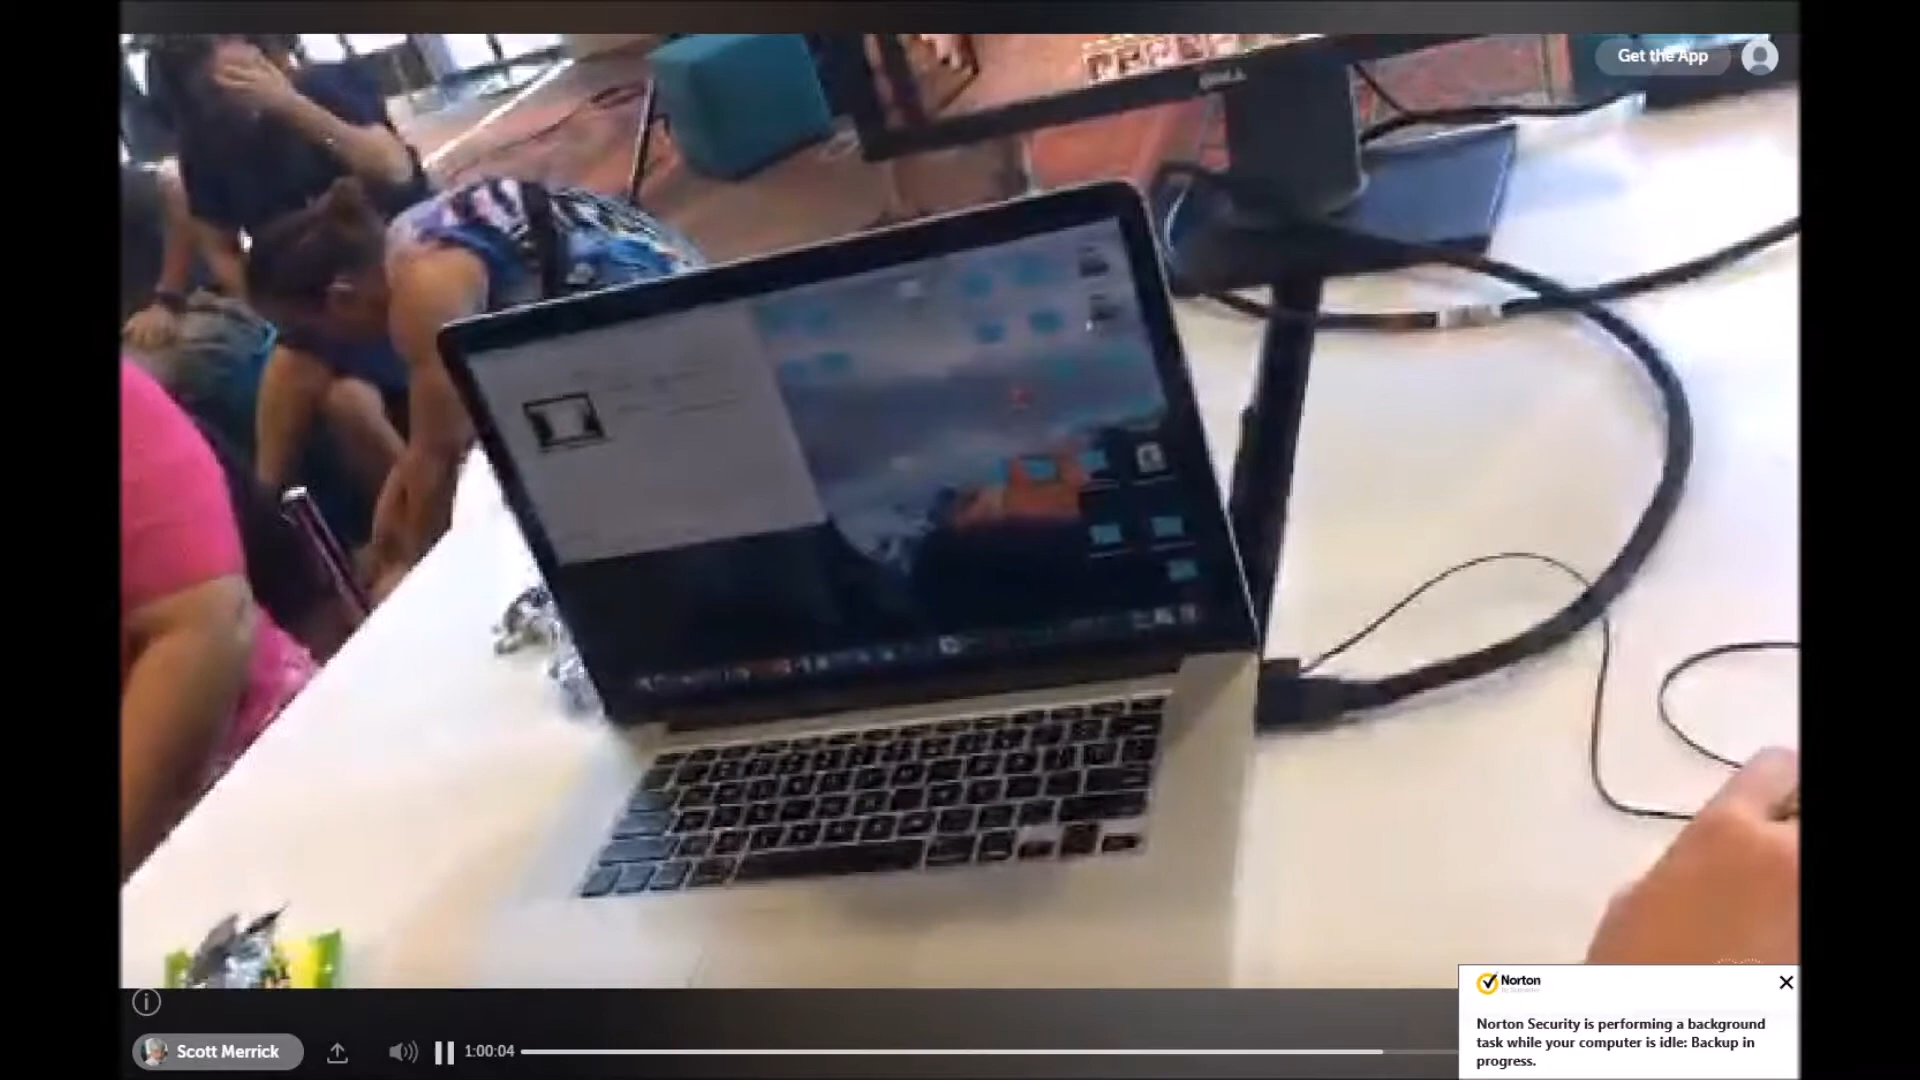 DELL
Get the App
Norton
Norton Security is performing a background
task while your computer is idle: Backup in
progress.
Scott Merrick
1:00:04